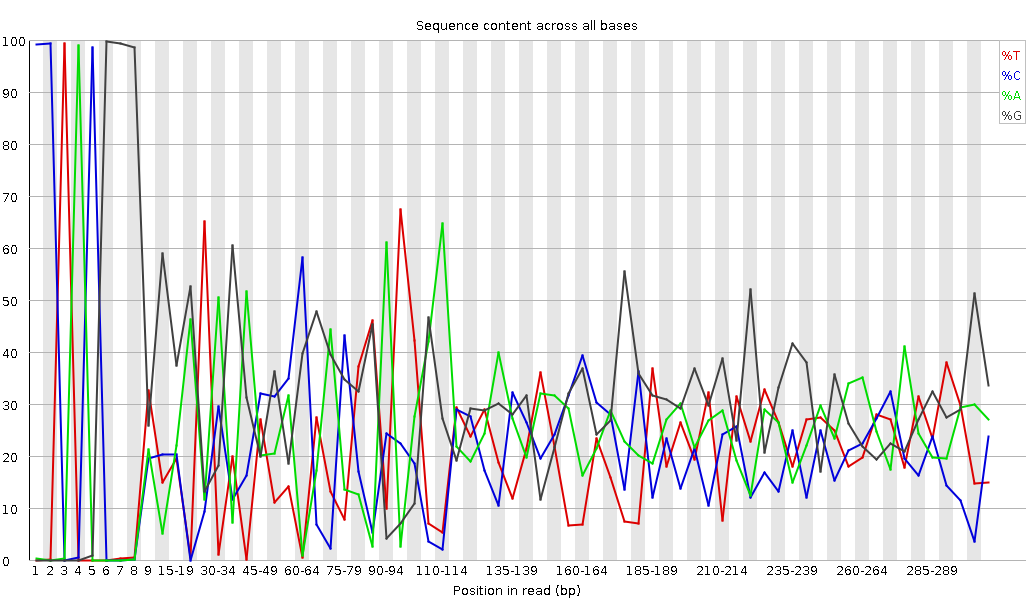 Sequence content across all bases
100
90
80
70
60
50
40
30
20
10
0
%T
%C
%A
%G
1 2 3 4 5 6 7 8 9 15-19 30-34 45-49 60-64 75-79 90-94 110-114 135-139 160-164 185-189 210-214 235-239 260-264 285-289
Position in read (bp)